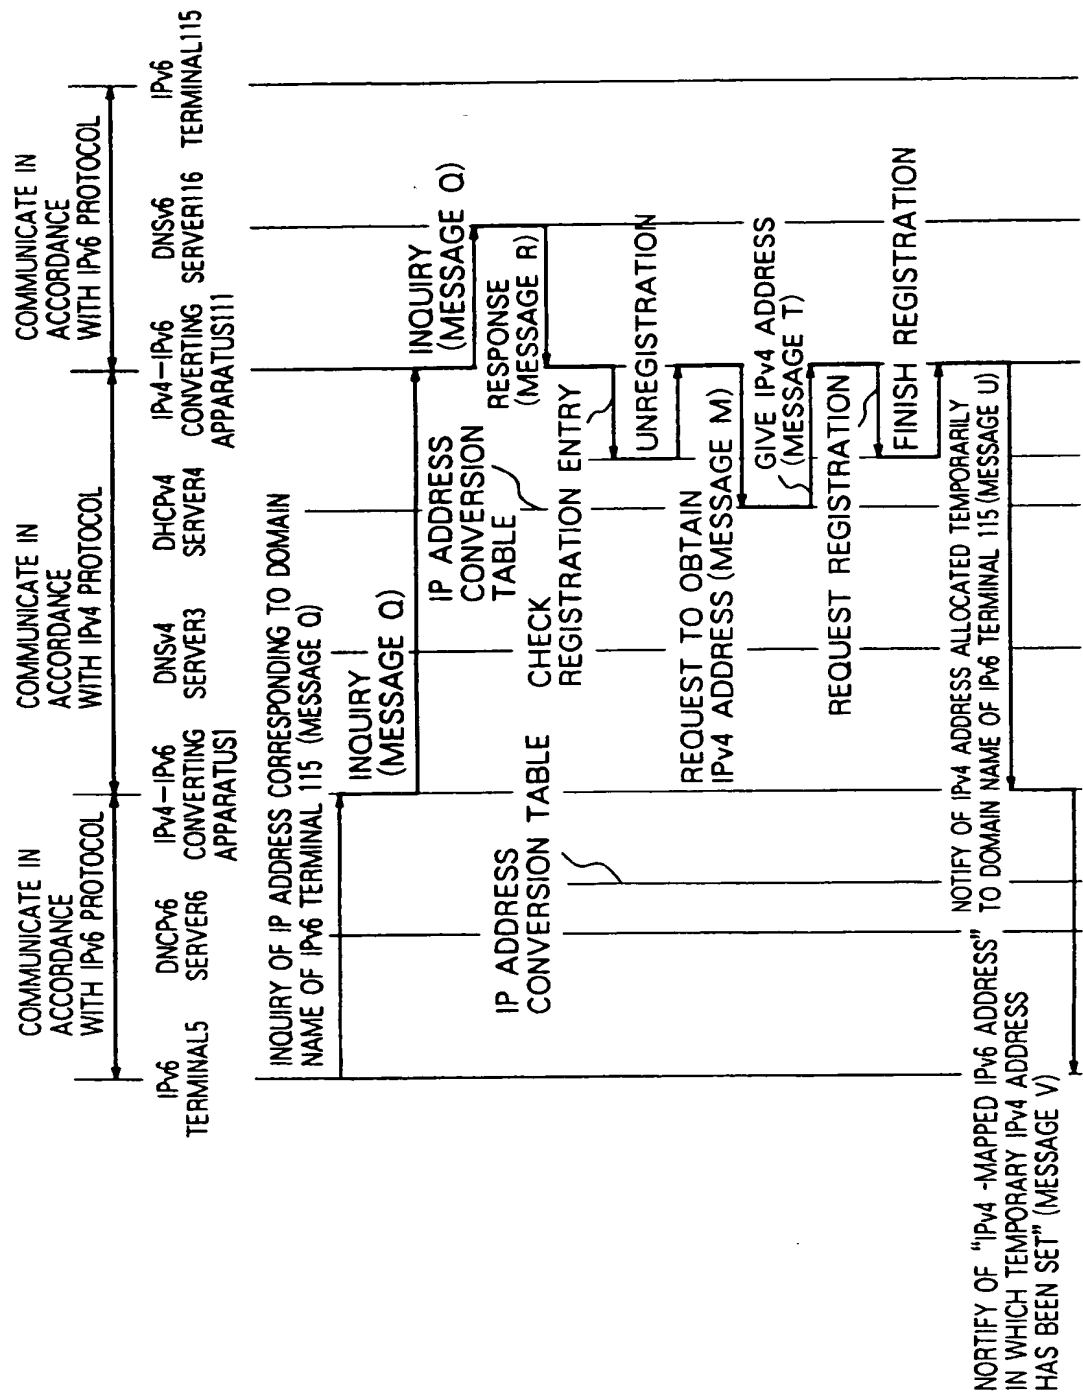 COMMUNICATE IN
ACCORDANCE
WITH IPv6 PROTOCOL
COMMUNICATE IN
ACCORDANCE
WITH IPv4 PROTOCOL
COMMUNICATE IN
ACCORDANCE
WITH IPv6 PROTOCOL
IPv6
TERMINAL5
DNCPv6
SERVER6
IPv4-IPv6
CONVERTING
APPARATUS1
DNSv4
SERVER3
DHCPv4
SERVER4
IPv4-IPv6
CONVERTING
APPARATUS111
DNSv6
SERVER116
IPv6
TERMINAL115
INQUIRY OF IP ADDRESS CORRESPONDING TO DOMAIN
NAME OF IPv6 TERMINAL 115 (MESSAGE Q)
INQUIRY
(MESSAGE Q)
INQUIRY
(MESSAGE Q)
IP ADDRESS
CONVERSION
TABLE
RESPONSE
(MESSAGE R)
IP ADDRESS
CONVERSION TABLE
CHECK
REGISTRATION ENTRY
UNREGISTRATION
REQUEST TO OBTAIN
IPv4 ADDRESS (MESSAGE M)
GIVE IPv4 ADDRESS
(MESSAGE T)
REQUEST REGISTRATION
FINISH REGISTRATION
NOTIFY OF IPv4 ADDRESS ALLOCATED TEMPORARILY
TO DOMAIN NAME OF IPv6 TERMINAL 115 (MESSAGE U)
NORTIFY OF "IPv4 -MAPPED IPv6 ADDRESS"
IN WHICH TEMPORARY IPv4 ADDRESS
HAS BEEN SET" (MESSAGE V)